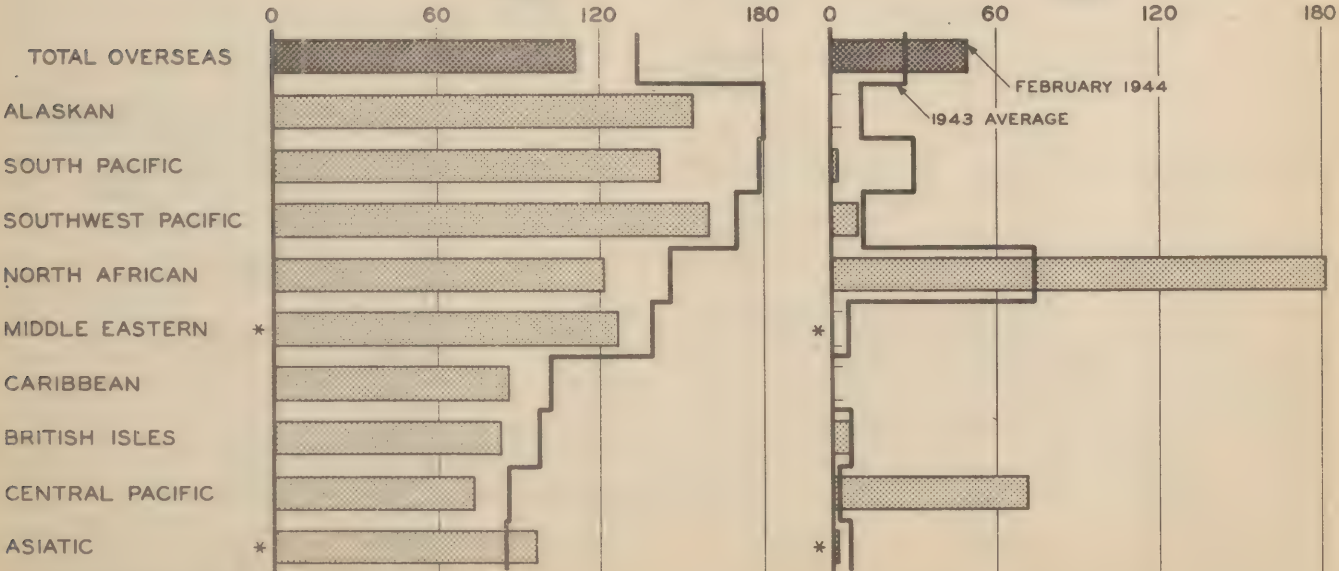 0 60 120 180 0 60 120 180
TOTAL OVERSEAS
FEBRUARY 1944
ALASKAN
1943 AVERAGE
SOUTH PACIFIC
SOUTHWEST PACIFIC
NORTH AFRICAN
MIDDLE EASTERN * *
CARIBBEAN
BRITISH ISLES
CENTRAL PACIFIC
ASIATIC * *